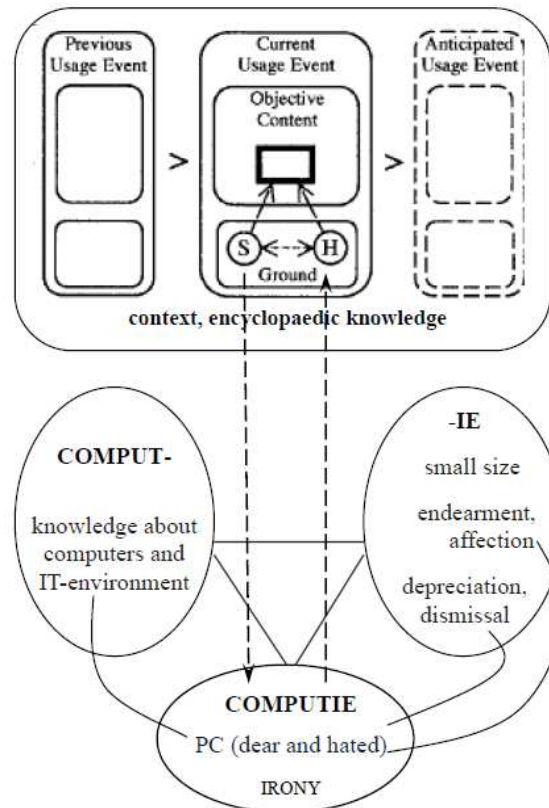 Previous
Usage Event
Current
Usage Event
Anticipated
Usage Event
Objective
Content
>
>
S
H
Ground
context, encyclopaedic knowledge
COMPUT-
knowledge about
computers and
IT-environment
-IE
small size
endearment,
affection
depreciation,
dismissal
COMPUTIE
PC (dear and hated)
IRONY